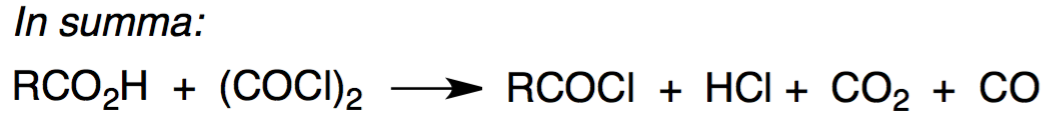 In summa:
RCO₂H + (COCl)₂ ⟶ RCOCl + HCl + CO₂ + CO